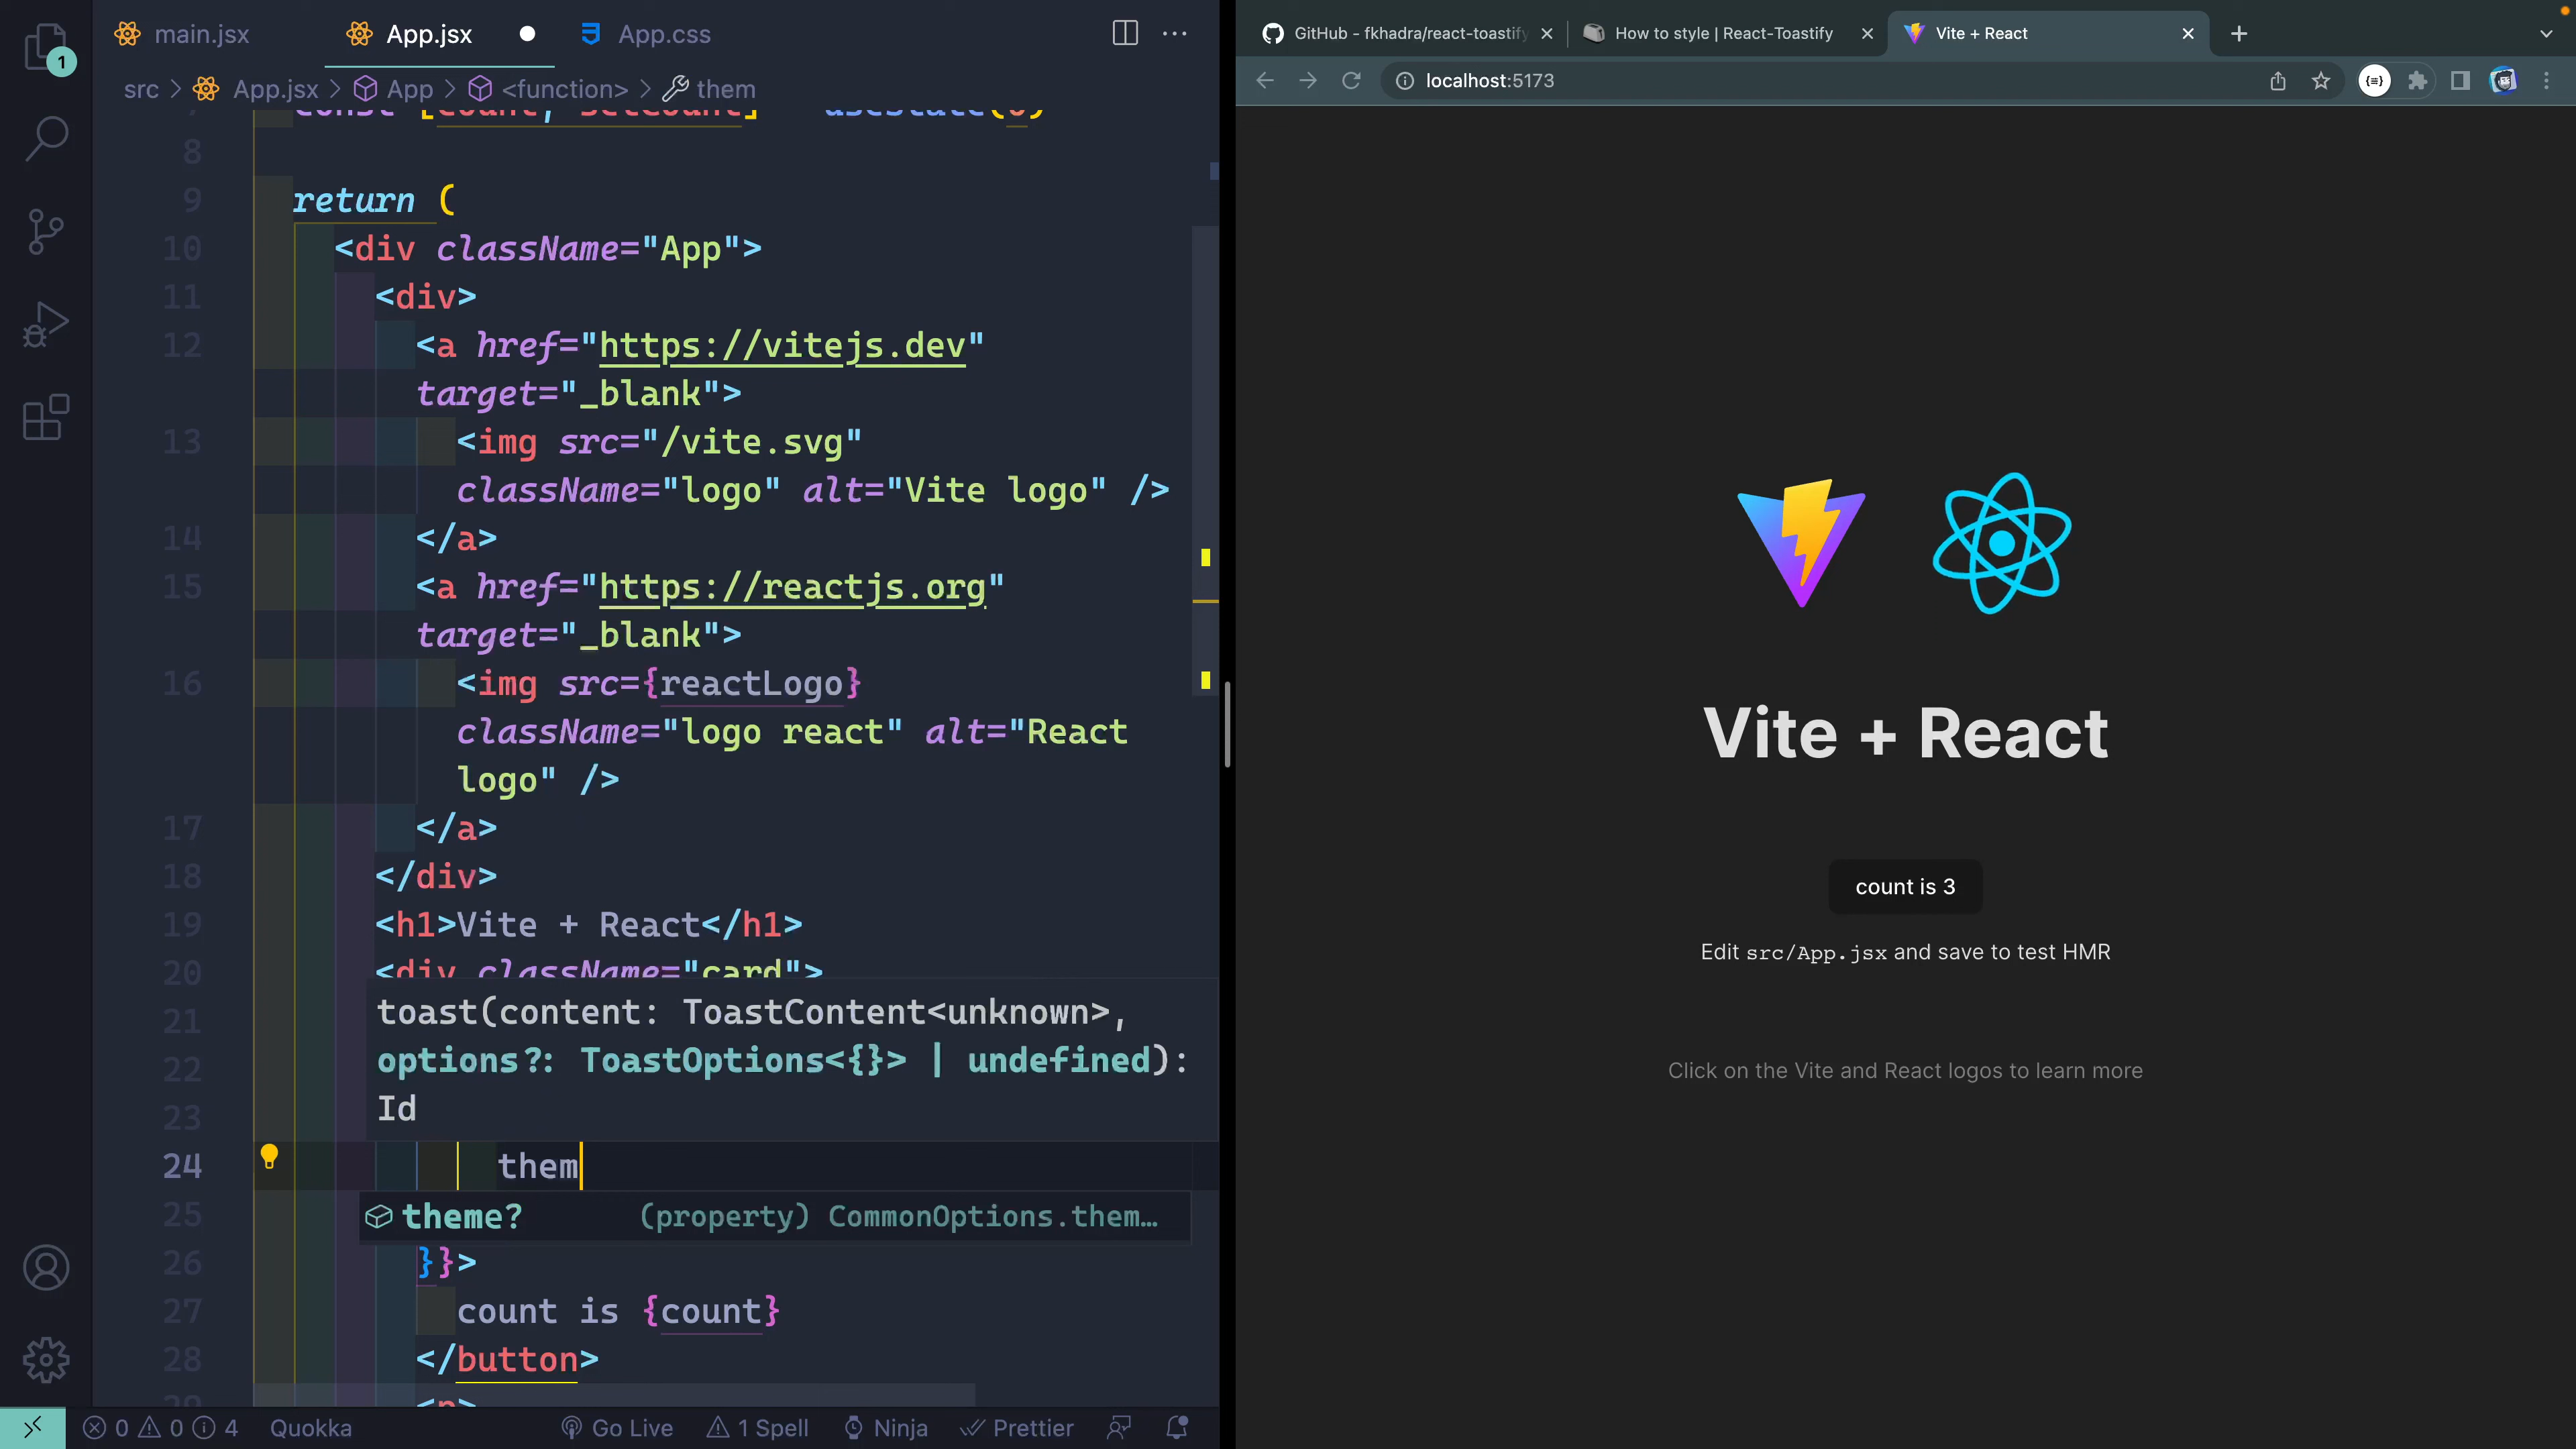 main.jsx
App.jsx
App.css
src > App.jsx > App > <function> > them
8
9 return (
10 <div className="App">
11 <div>
12 <a href="https://vitejs.dev"
target="_blank">
13 <img src="/vite.svg"
className="logo" alt="Vite logo" />
14 </a>
15 <a href="https://reactjs.org"
target="_blank">
16 <img src={reactLogo}
className="logo react" alt="React
logo" />
17 </a>
18 </div>
19 <h1>Vite + React</h1>
20 <div className="card">
21
22
23
toast(content: ToastContent<unknown>,
options?: ToastOptions<{}> | undefined):
Id
24 them
theme? (property) CommonOptions.them…
25
26 }}>
27 count is {count}
28 </button>
1
0 0 4 Quokka Go Live 1 Spell Ninja Prettier
GitHub - fkhadra/react-toastify
How to style | React-Toastify
Vite + React
localhost:5173
Vite + React
count is 3
Edit src/App.jsx and save to test HMR
Click on the Vite and React logos to learn more